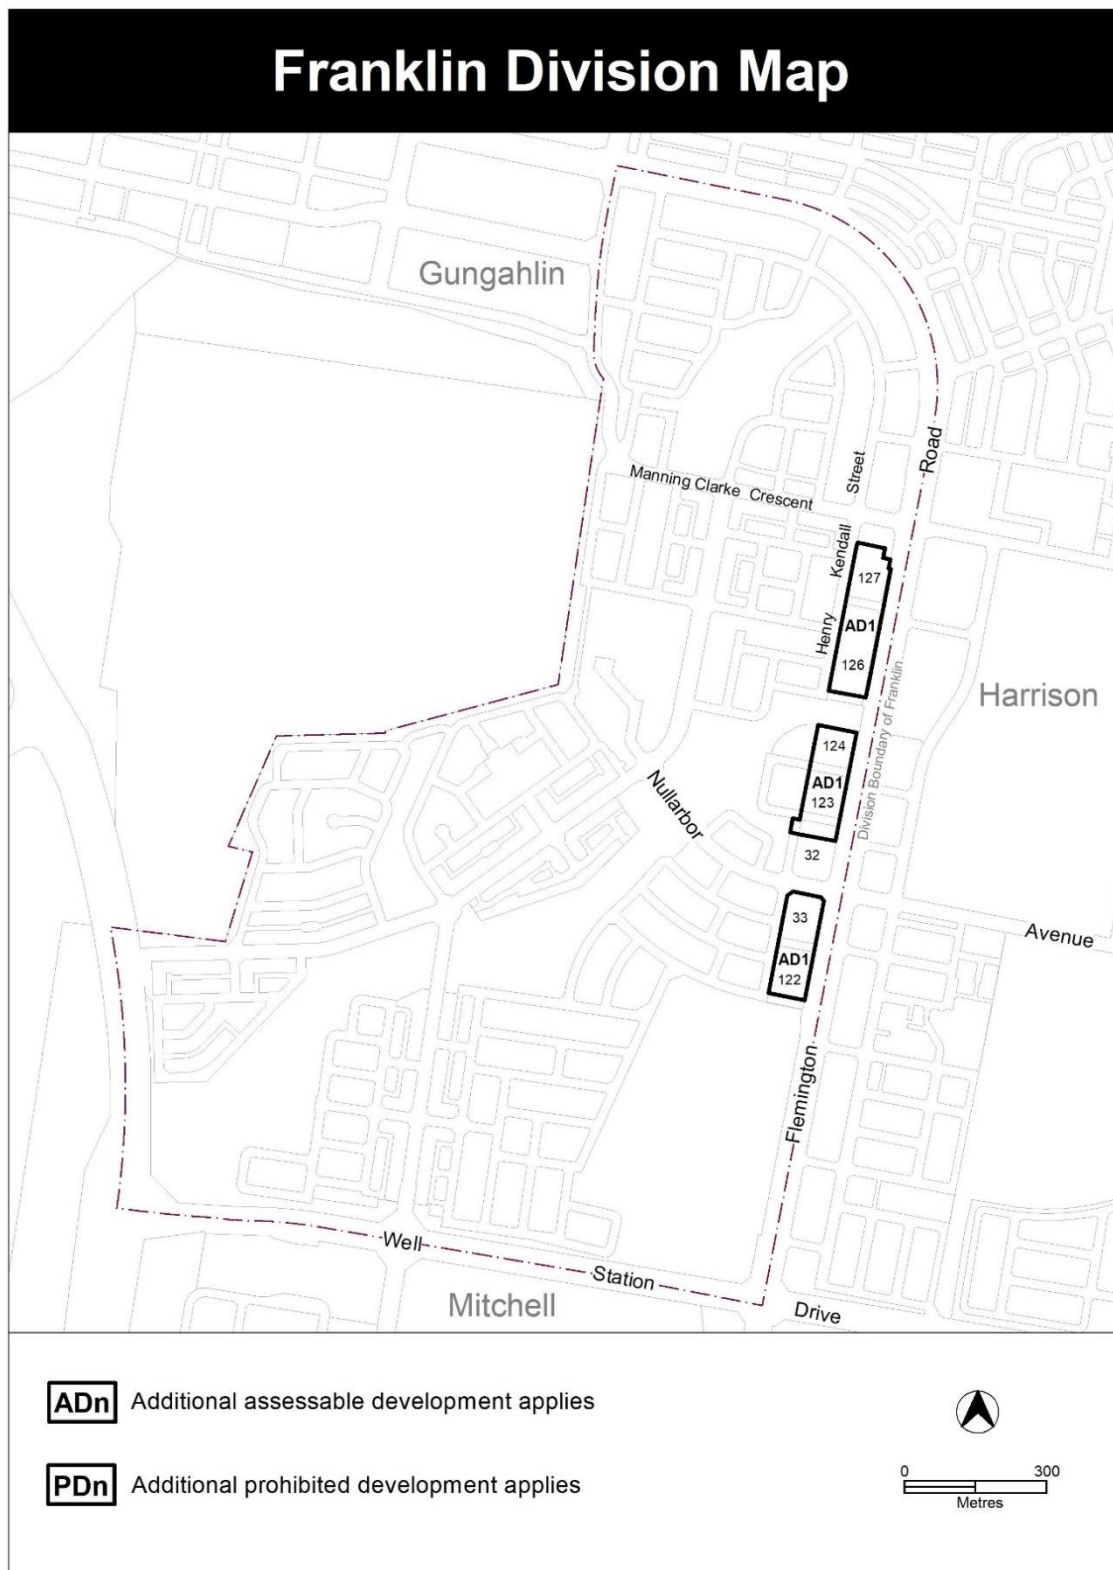 Franklin Division Map
Gungahlin
Road
Street
Manning Clarke Crescent
Kendall
127
Henry
AD1
126
Division Boundary of Franklin
Harrison
124
AD1
123
Nullarbor
32
33
Avenue
AD1
122
Flemington
Well
Station
Mitchell
Drive
ADn Additional assessable development applies
PDn Additional prohibited development applies
0 300
Metres